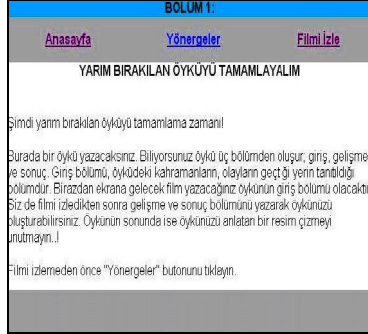 BÖLÜM 1:
Anasayfa Yönergeler Filmi İzle
YARIM BIRAKILAN ÖYKÜYÜ TAMAMLAYALIM
Şimdi yarım bırakılan öyküyü tamamlama zamanı!
Burada bir öykü yazacaksınız. Biliyorsunuz öykü üç bölümden oluşur; giriş, gelişme
ve sonuç. Giriş bölümü, öyküdeki kahramanların, olayların geçtiği yerin tanıtıldığı
bölümdür. Birazdan ekrana gelecek film yazacağınız öykünün giriş bölümü olacaktır.
Siz de filmi izledikten sonra gelişme ve sonuç bölümünü yazarak öykünüzü
oluşturabilirsiniz. Öykünün sonunda ise öykünüzü anlatan bir resim çizmeyi
unutmayın..!
Filmi izlemeden önce "Yönergeler" butonunu tıklayın.